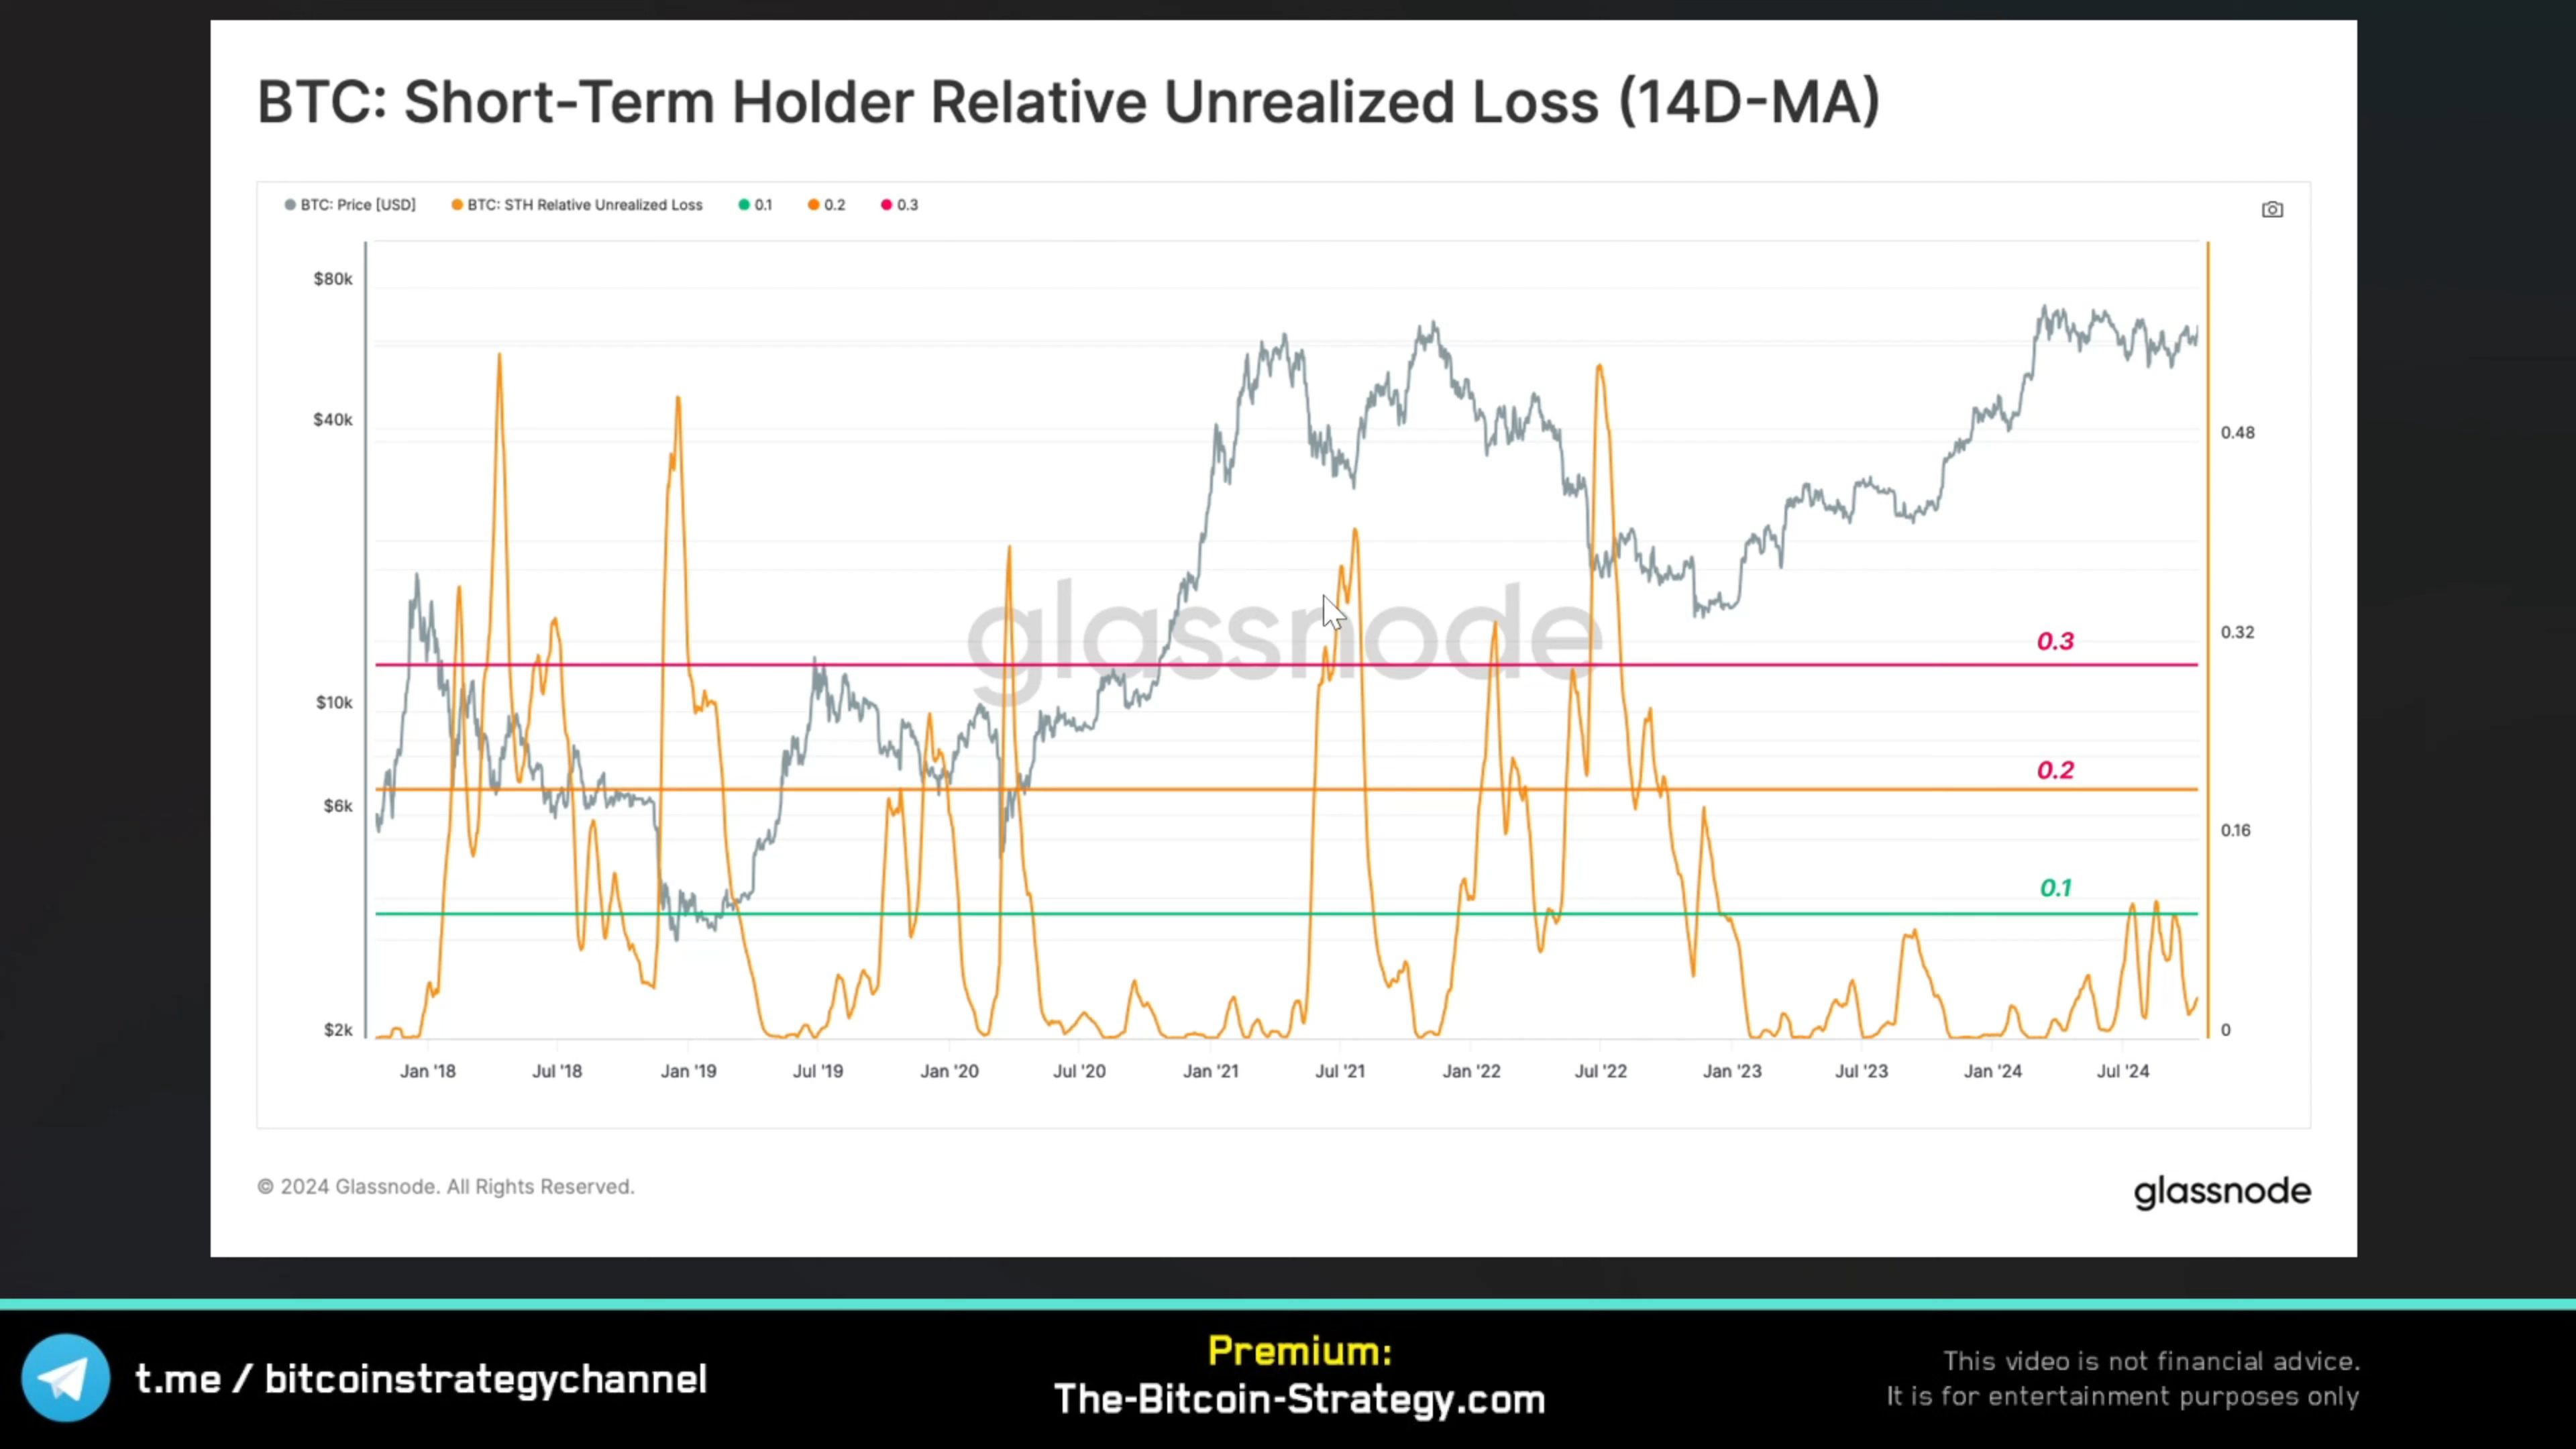 BTC: Short-Term Holder Relative Unrealized Loss (14D-MA)
BTC: Price [USD] BTC: STH Relative Unrealized Loss 0.1 0.2 0.3
$80k
$40k
$10k
$6k
$2k
0.48
0.32
0.16
0
glassnode
0.3
0.2
0.1
Jan '18 Jul '18 Jan '19 Jul '19 Jan '20 Jul '20 Jan '21 Jul '21 Jan '22 Jul '22 Jan '23 Jul '23 Jan '24 Jul '24
© 2024 Glassnode. All Rights Reserved.
glassnode
t.me / bitcoinstrategychannel
Premium:
The-Bitcoin-Strategy.com
This video is not financial advice.
It is for entertainment purposes only